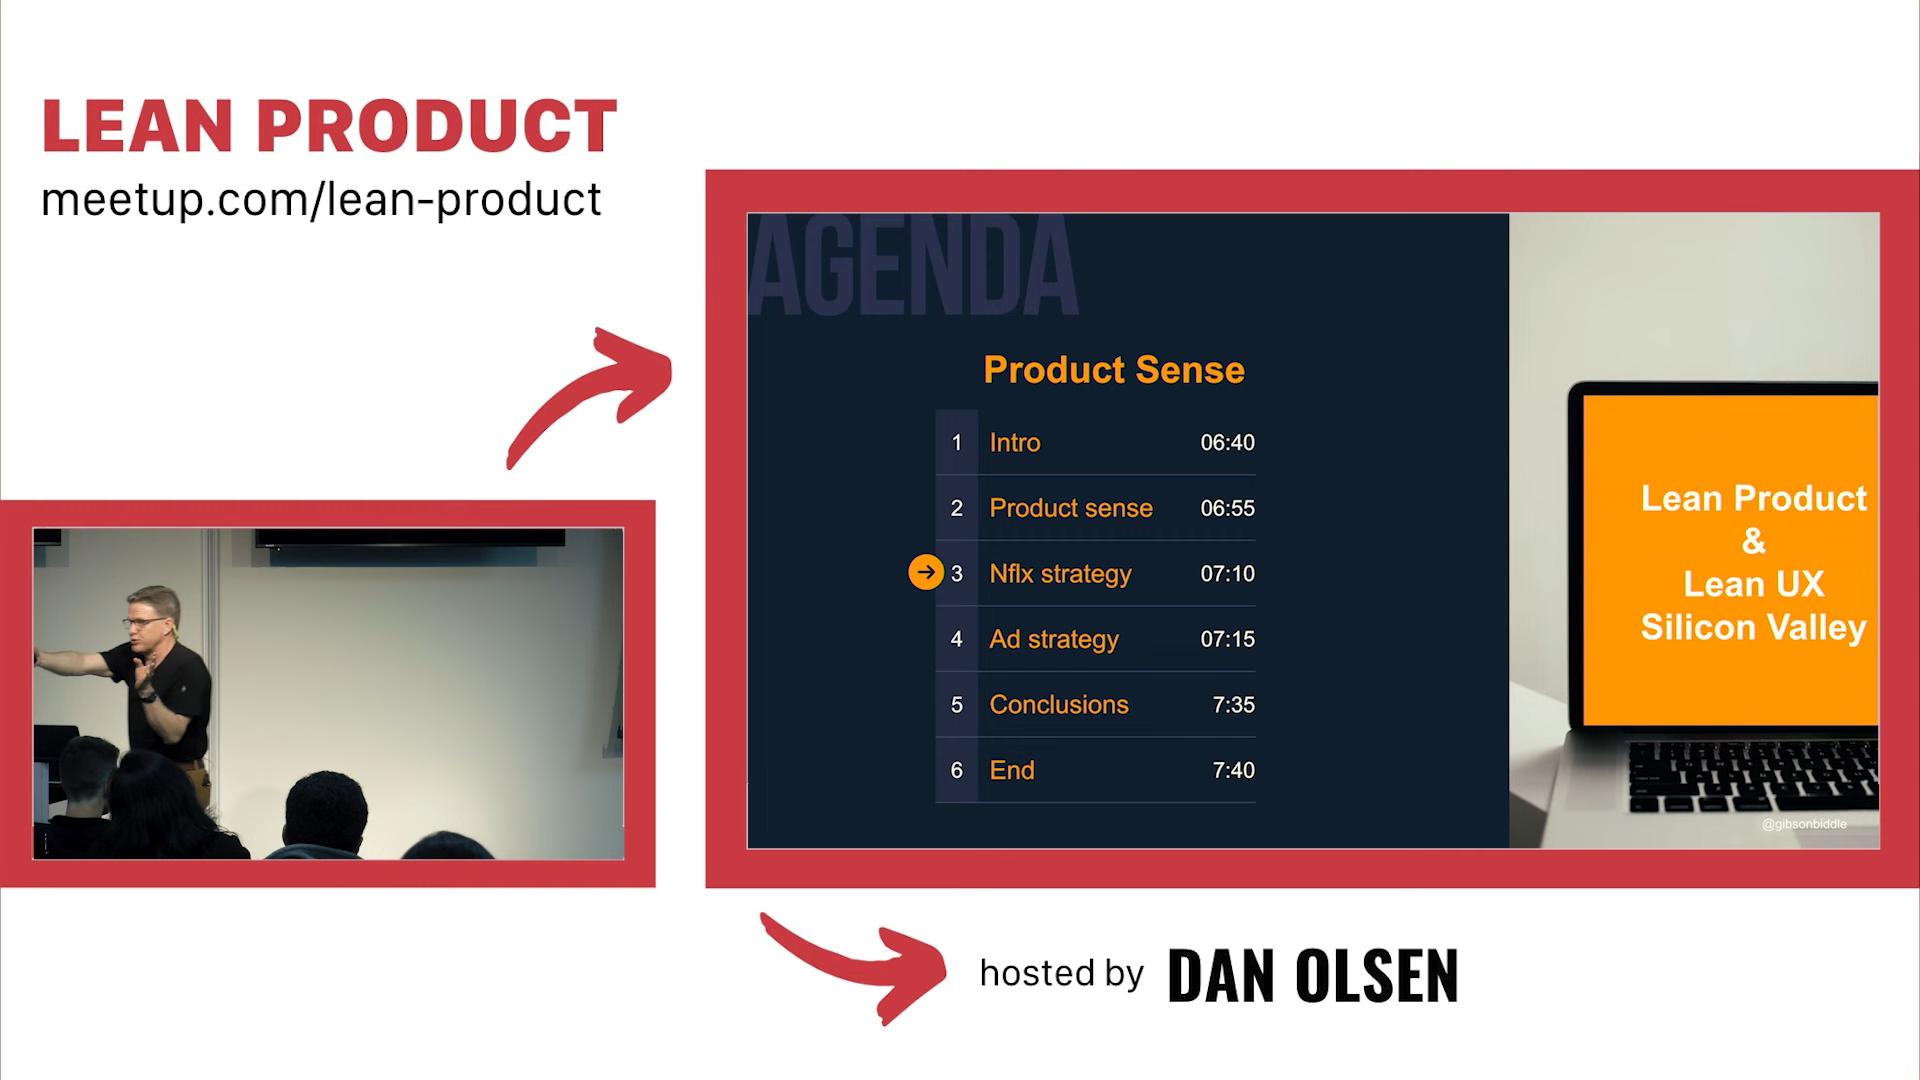 LEAN PRODUCT
meetup.com/lean-product
AGENDA
Product Sense
1 Intro 06:40
2 Product sense 06:55
3 Nflx strategy 07:10
4 Ad strategy 07:15
5 Conclusions 7:35
6 End 7:40
Lean Product
&
Lean UX
Silicon Valley
@gibsonbiddle
hosted by DAN OLSEN